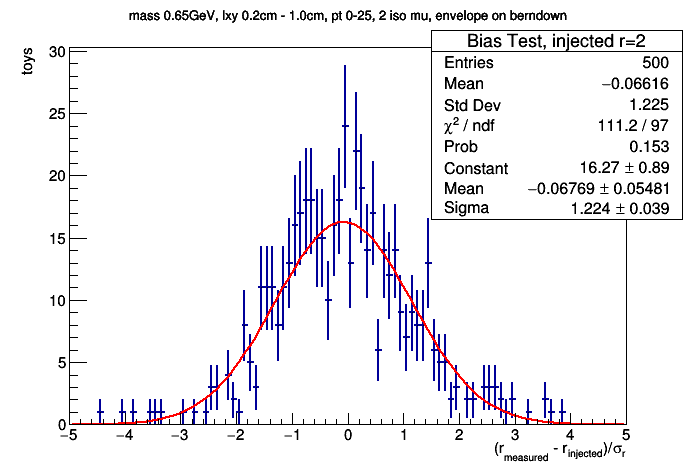 mass 0.65GeV, lxy 0.2cm - 1.0cm, pt 0-25, 2 iso mu, envelope on berndown
toys
Bias Test, injected r=2
Entries 500
Mean −0.06616
Std Dev 1.225
χ² / ndf 111.2 / 97
Prob 0.153
Constant 16.27 ± 0.89
Mean −0.06769 ± 0.05481
Sigma 1.224 ± 0.039
30
25
20
15
10
5
0
−5 −4 −3 −2 −1 0 1 2 3 4 5
(r_measured - r_injected)/σ_r